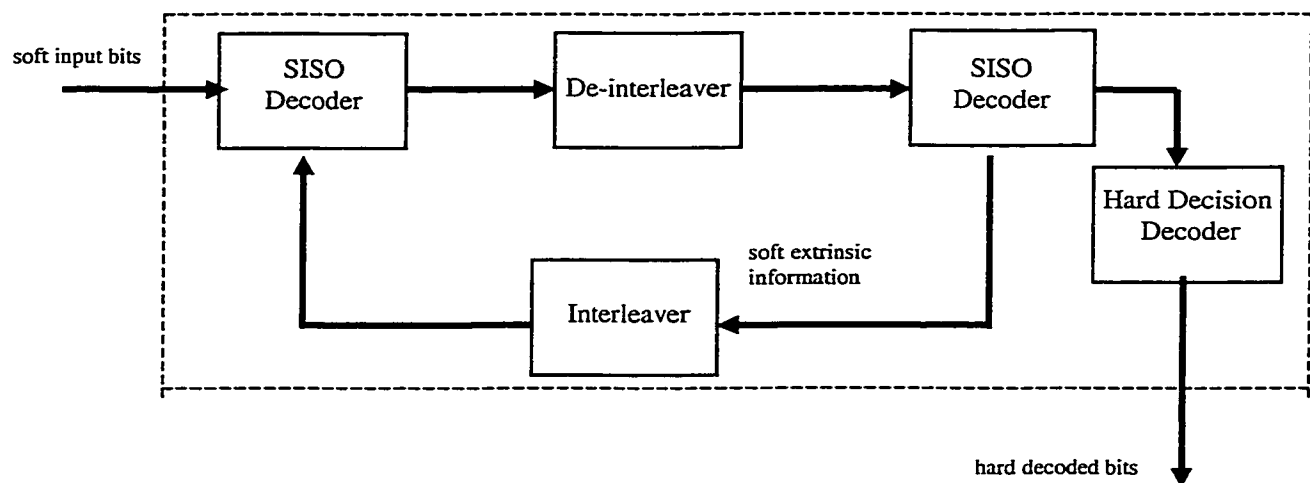 soft input bits
SISO
Decoder
De-interleaver
SISO
Decoder
Hard Decision
Decoder
soft extrinsic
information
Interleaver
hard decoded bits